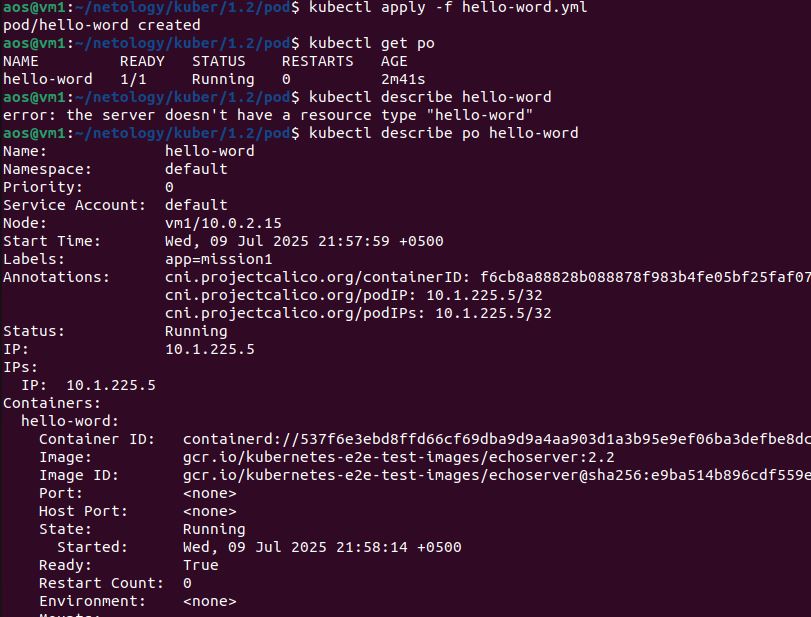 aos@vm1:~/netology/kuber/1.2/pod$ kubectl apply -f hello-word.yml
pod/hello-word created
aos@vm1:~/netology/kuber/1.2/pod$ kubectl get po
NAME         READY   STATUS    RESTARTS   AGE
hello-word   1/1     Running   0          2m41s
aos@vm1:~/netology/kuber/1.2/pod$ kubectl describe hello-word
error: the server doesn't have a resource type "hello-word"
aos@vm1:~/netology/kuber/1.2/pod$ kubectl describe po hello-word
Name:             hello-word
Namespace:        default
Priority:         0
Service Account:  default
Node:             vm1/10.0.2.15
Start Time:       Wed, 09 Jul 2025 21:57:59 +0500
Labels:           app=mission1
Annotations:      cni.projectcalico.org/containerID: f6cb8a88828b088878f983b4fe05bf25faf07
                  cni.projectcalico.org/podIP: 10.1.225.5/32
                  cni.projectcalico.org/podIPs: 10.1.225.5/32
Status:           Running
IP:               10.1.225.5
IPs:
  IP:  10.1.225.5
Containers:
  hello-word:
    Container ID:   containerd://537f6e3ebd8ffd66cf69dba9d9a4aa903d1a3b95e9ef06ba3defbe8dc
    Image:          gcr.io/kubernetes-e2e-test-images/echoserver:2.2
    Image ID:       gcr.io/kubernetes-e2e-test-images/echoserver@sha256:e9ba514b896cdf559e
    Port:           <none>
    Host Port:      <none>
    State:          Running
      Started:      Wed, 09 Jul 2025 21:58:14 +0500
    Ready:          True
    Restart Count:  0
    Environment:    <none>